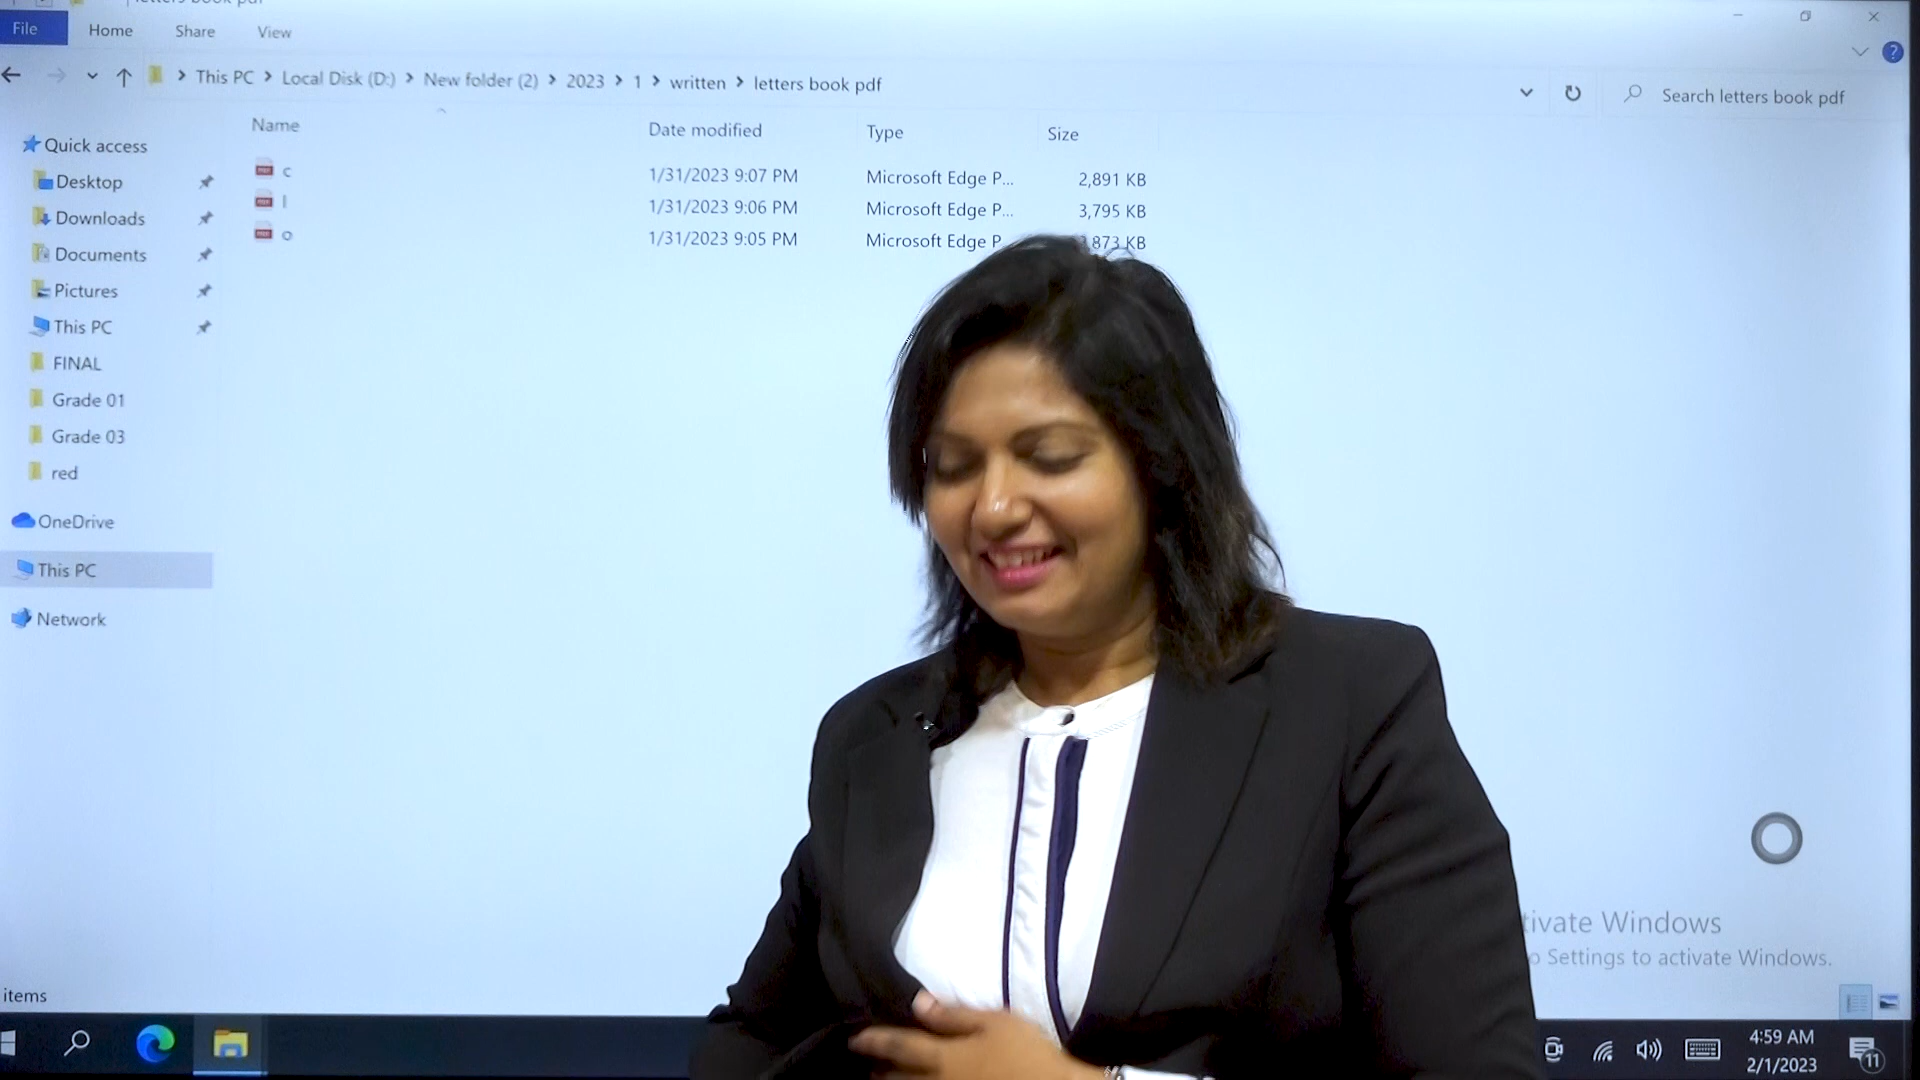 letters book pdf
File Home Share View
This PC > Local Disk (D:) > New folder (2) > 2023 > 1 > written > letters book pdf
Search letters book pdf
Name Date modified Type Size
c 1/31/2023 9:07 PM Microsoft Edge P... 2,891 KB
l 1/31/2023 9:06 PM Microsoft Edge P... 3,795 KB
o 1/31/2023 9:05 PM Microsoft Edge P 873 KB
Quick access
Desktop
Downloads
Documents
Pictures
This PC
FINAL
Grade 01
Grade 03
red
OneDrive
This PC
Network
tivate Windows
o Settings to activate Windows.
items
4:59 AM
2/1/2023
11